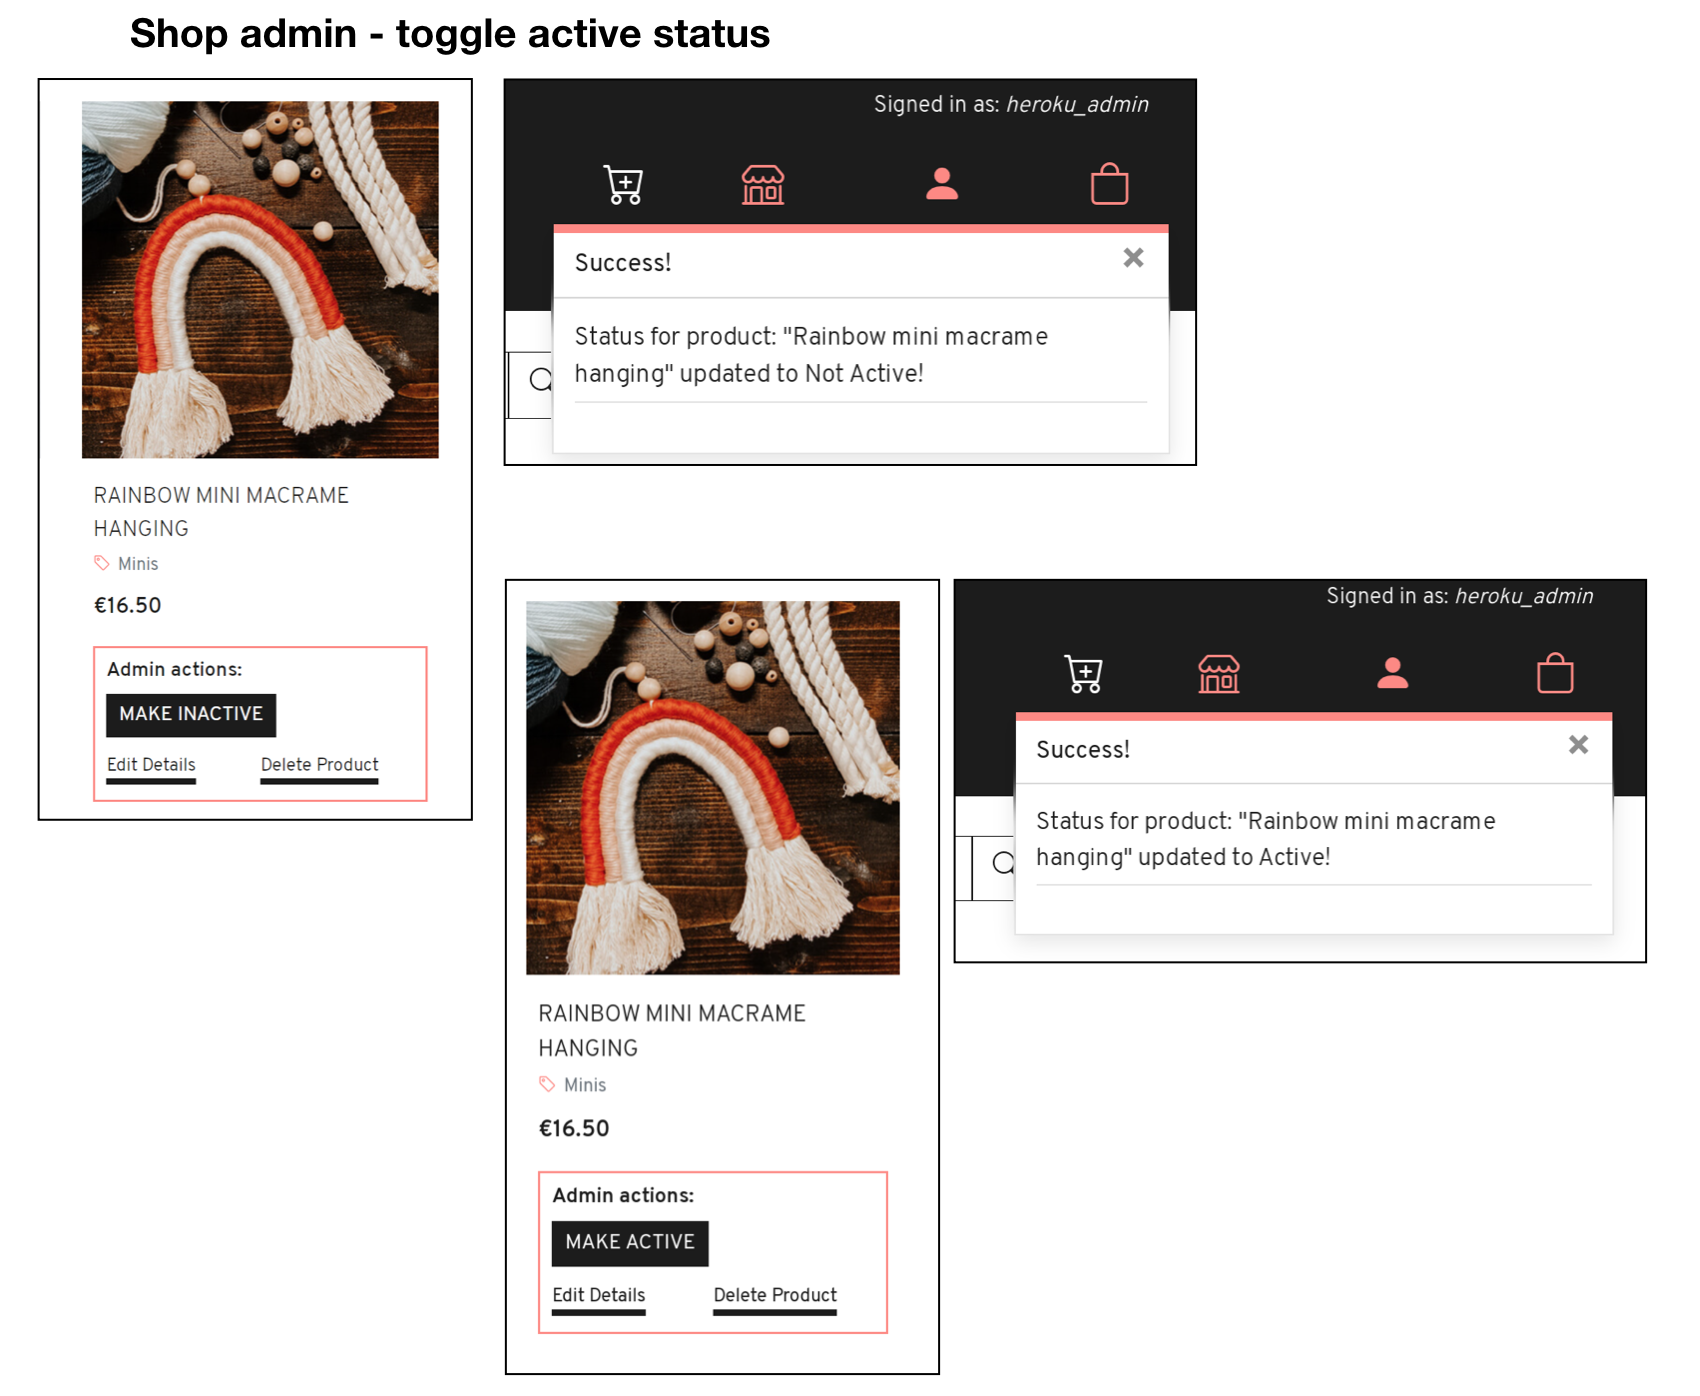 Shop admin - toggle active status
RAINBOW MINI MACRAME
HANGING
Minis
€16.50
Admin actions:
MAKE INACTIVE
Edit Details Delete Product
Signed in as: heroku_admin
Success!
Status for product: "Rainbow mini macrame
hanging" updated to Not Active!
RAINBOW MINI MACRAME
HANGING
Minis
€16.50
Admin actions:
MAKE ACTIVE
Edit Details Delete Product
Signed in as: heroku_admin
Success!
Status for product: "Rainbow mini macrame
hanging" updated to Active!